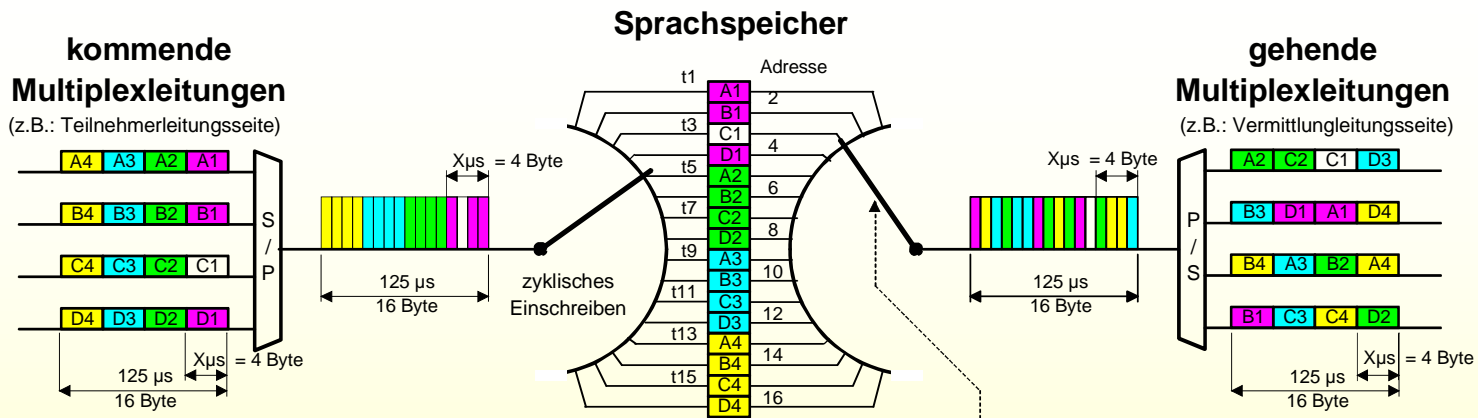 Sprachspeicher
kommende
Multiplexleitungen
(z.B.: Teilnehmerleitungsseite)
A4 A3 A2 A1
B4 B3 B2 B1
C4 C3 C2 C1
D4 D3 D2 D1
Xµs = 4 Byte
125 µs
16 Byte
S
/
P
Xµs = 4 Byte
125 µs
16 Byte
zyklisches
Einschreiben
t1
t3
t5
t7
t9
t11
t13
t15
A1
B1
C1
D1
A2
B2
C2
D2
A3
B3
C3
D3
A4
B4
C4
D4
Adresse
2
4
6
8
10
12
14
16
Xµs = 4 Byte
125 µs
16 Byte
P
/
S
gehende
Multiplexleitungen
(z.B.: Vermittlungleitungsseite)
A2 C2 C1 D3
B3 D1 A1 D4
B4 A3 B2 A4
B1 C3 C4 D2
Xµs = 4 Byte
125 µs
16 Byte